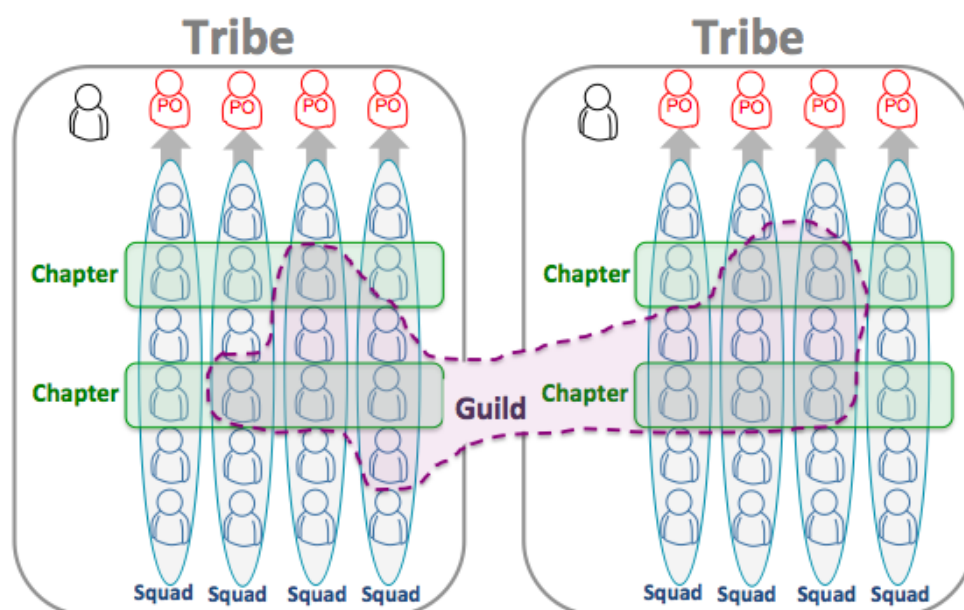 Tribe Tribe
PO PO PO PO PO PO PO PO
Chapter Chapter
Chapter Guild Chapter
Squad Squad Squad Squad Squad Squad Squad Squad